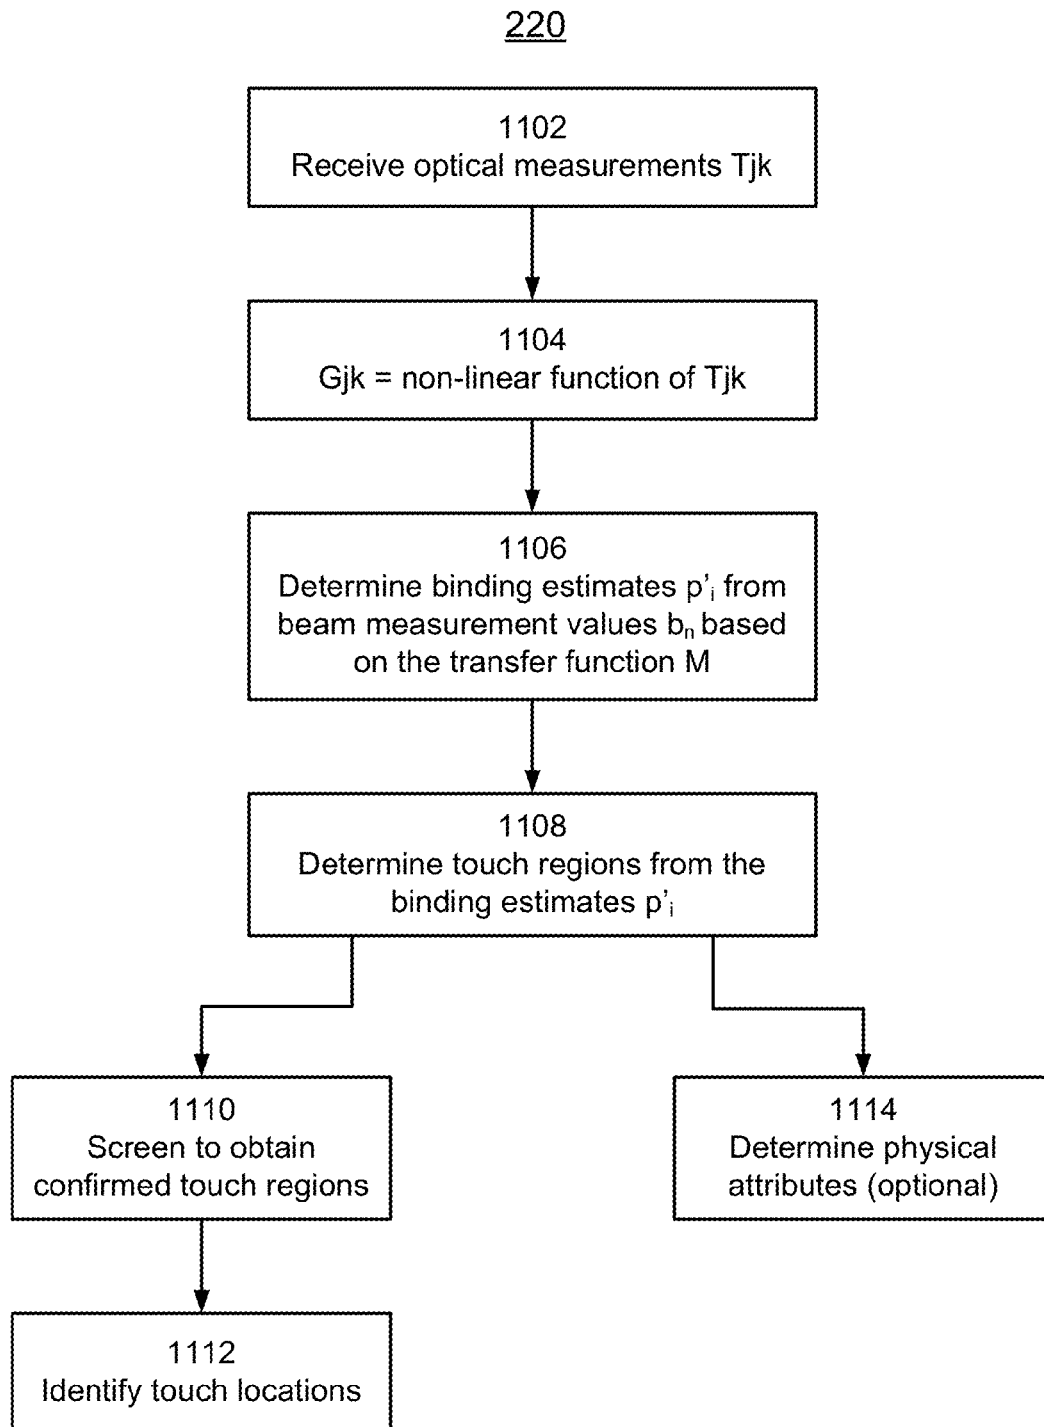 220
1102
Receive optical measurements Tjk
1104
Gjk = non-linear function of Tjk
1106
Determine binding estimates p'ᵢ from
beam measurement values bₙ based
on the transfer function M
1108
Determine touch regions from the
binding estimates p'ᵢ
1110
Screen to obtain
confirmed touch regions
1114
Determine physical
attributes (optional)
1112
Identify touch locations